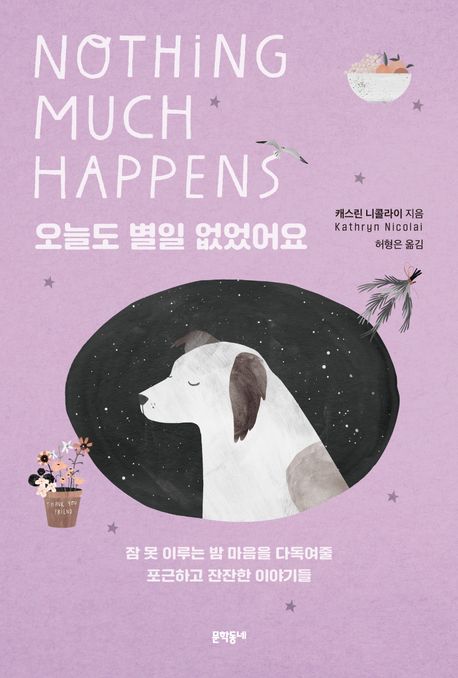 NOTHiNG
MUCH
HAPPENS
오늘도 별일 없었어요
캐스린 니콜라이 지음
Kathryn Nicolai
허형은 옮김
THANK YOU
FRIEND
잠 못 이루는 밤 마음을 다독여줄
포근하고 잔잔한 이야기들
문학동네